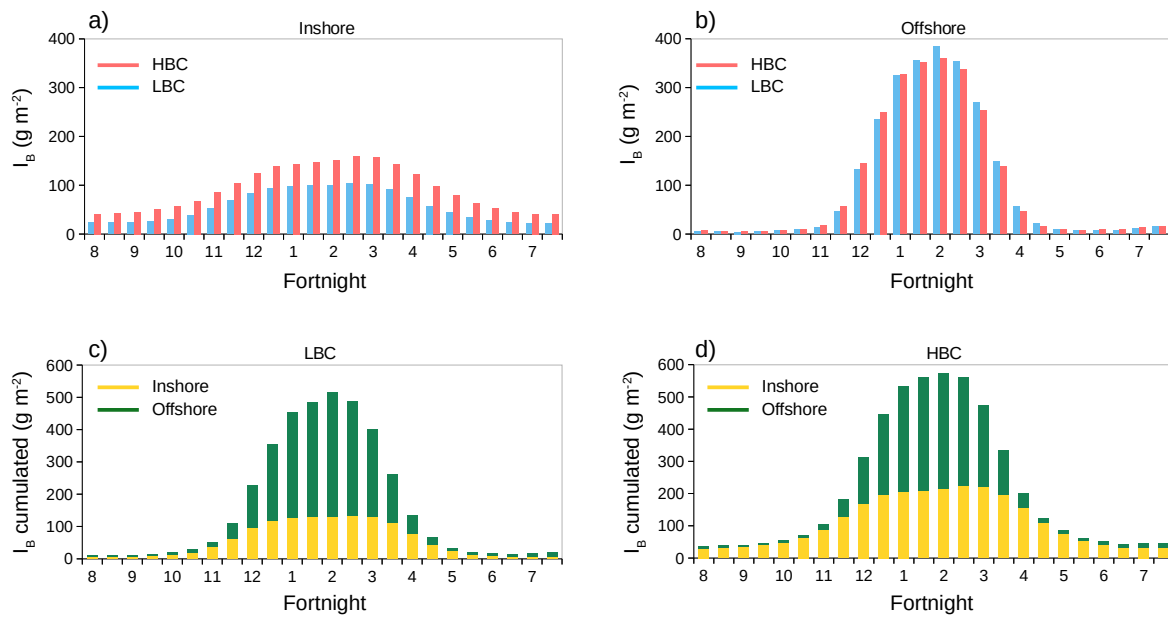 a)
Inshore
400
300
200
100
0
I_B (g m⁻²)
HBC
LBC
8 9 10 11 12 1 2 3 4 5 6 7
Fortnight
b)
Offshore
400
300
200
100
0
I_B (g m⁻²)
HBC
LBC
8 9 10 11 12 1 2 3 4 5 6 7
Fortnight
c)
LBC
600
500
400
300
200
100
0
I_B cumulated (g m⁻²)
Inshore
Offshore
8 9 10 11 12 1 2 3 4 5 6 7
Fortnight
d)
HBC
600
500
400
300
200
100
0
I_B cumulated (g m⁻²)
Inshore
Offshore
8 9 10 11 12 1 2 3 4 5 6 7
Fortnight